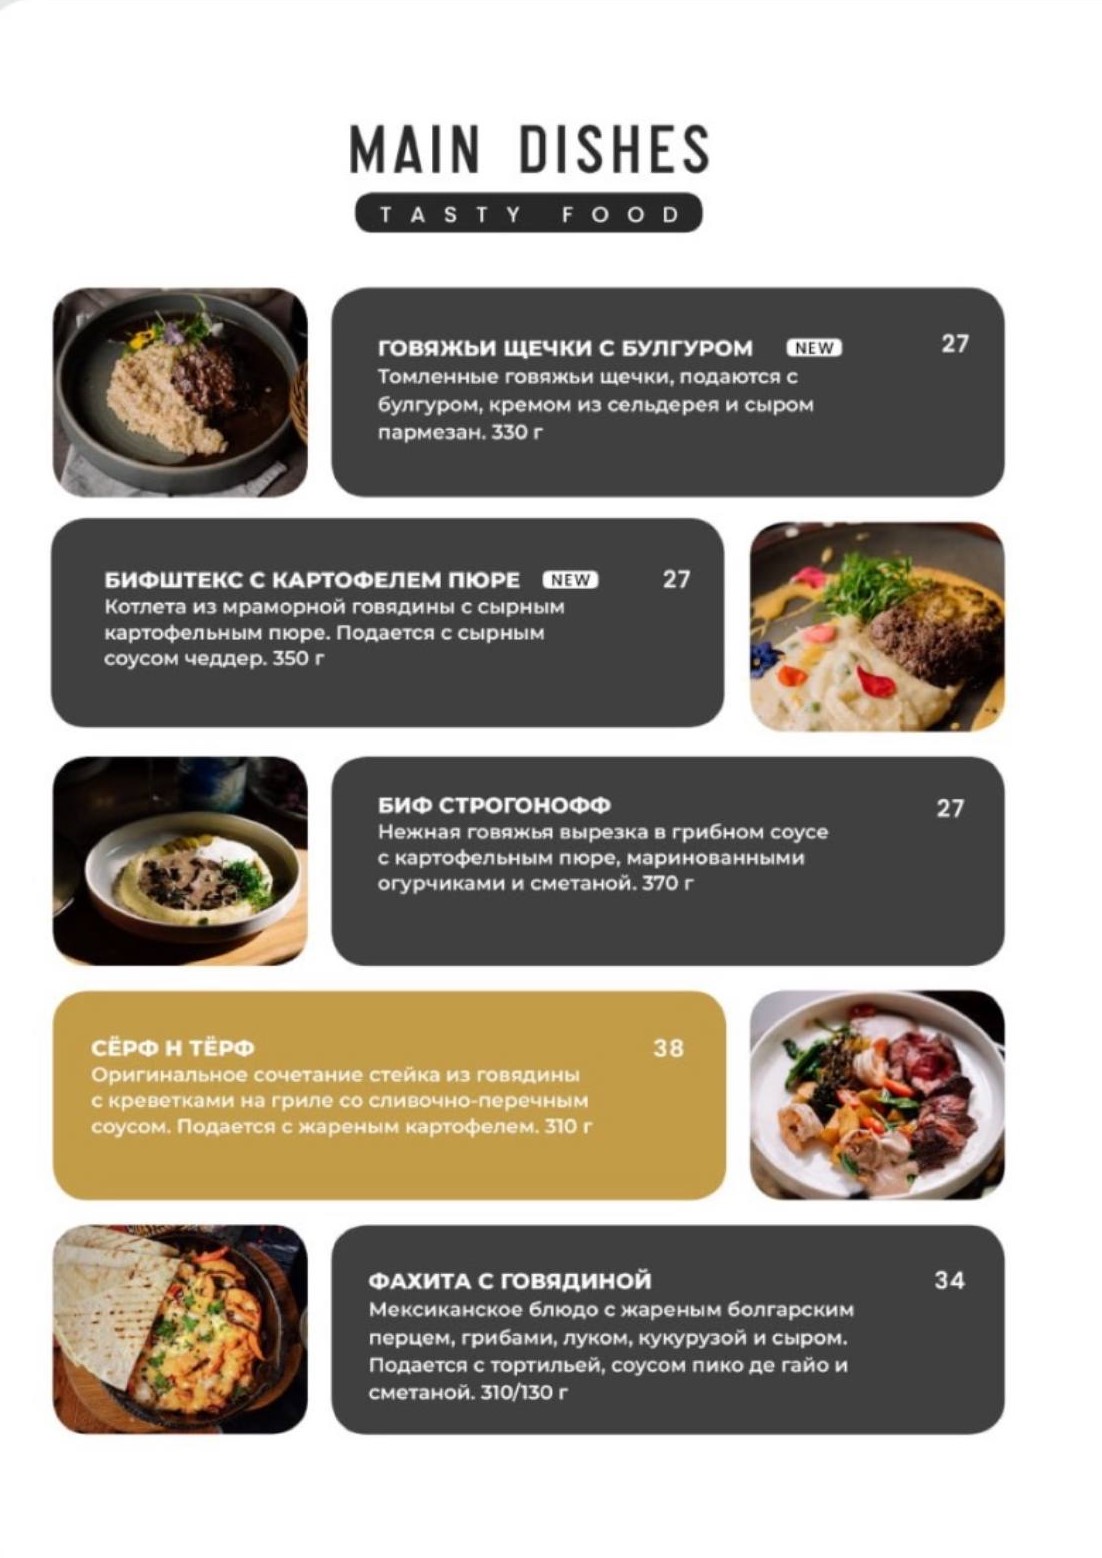 MAIN DISHES
TASTY FOOD
ГОВЯЖЬИ ЩЕЧКИ С БУЛГУРОМ NEW 27
Томленные говяжьи щечки, подаются с
булгуром, кремом из сельдерея и сыром
пармезан. 330 г
БИФШТЕКС С КАРТОФЕЛЕМ ПЮРЕ NEW 27
Котлета из мраморной говядины с сырным
картофельным пюре. Подается с сырным
соусом чеддер. 350 г
БИФ СТРОГОНОФФ 27
Нежная говяжья вырезка в грибном соусе
с картофельным пюре, маринованными
огурчиками и сметаной. 370 г
СЁРФ Н ТЁРФ 38
Оригинальное сочетание стейка из говядины
с креветками на гриле со сливочно-перечным
соусом. Подается с жареным картофелем. 310 г
ФАХИТА С ГОВЯДИНОЙ 34
Мексиканское блюдо с жареным болгарским
перцем, грибами, луком, кукурузой и сыром.
Подается с тортильей, соусом пико де гайо и
сметаной. 310/130 г